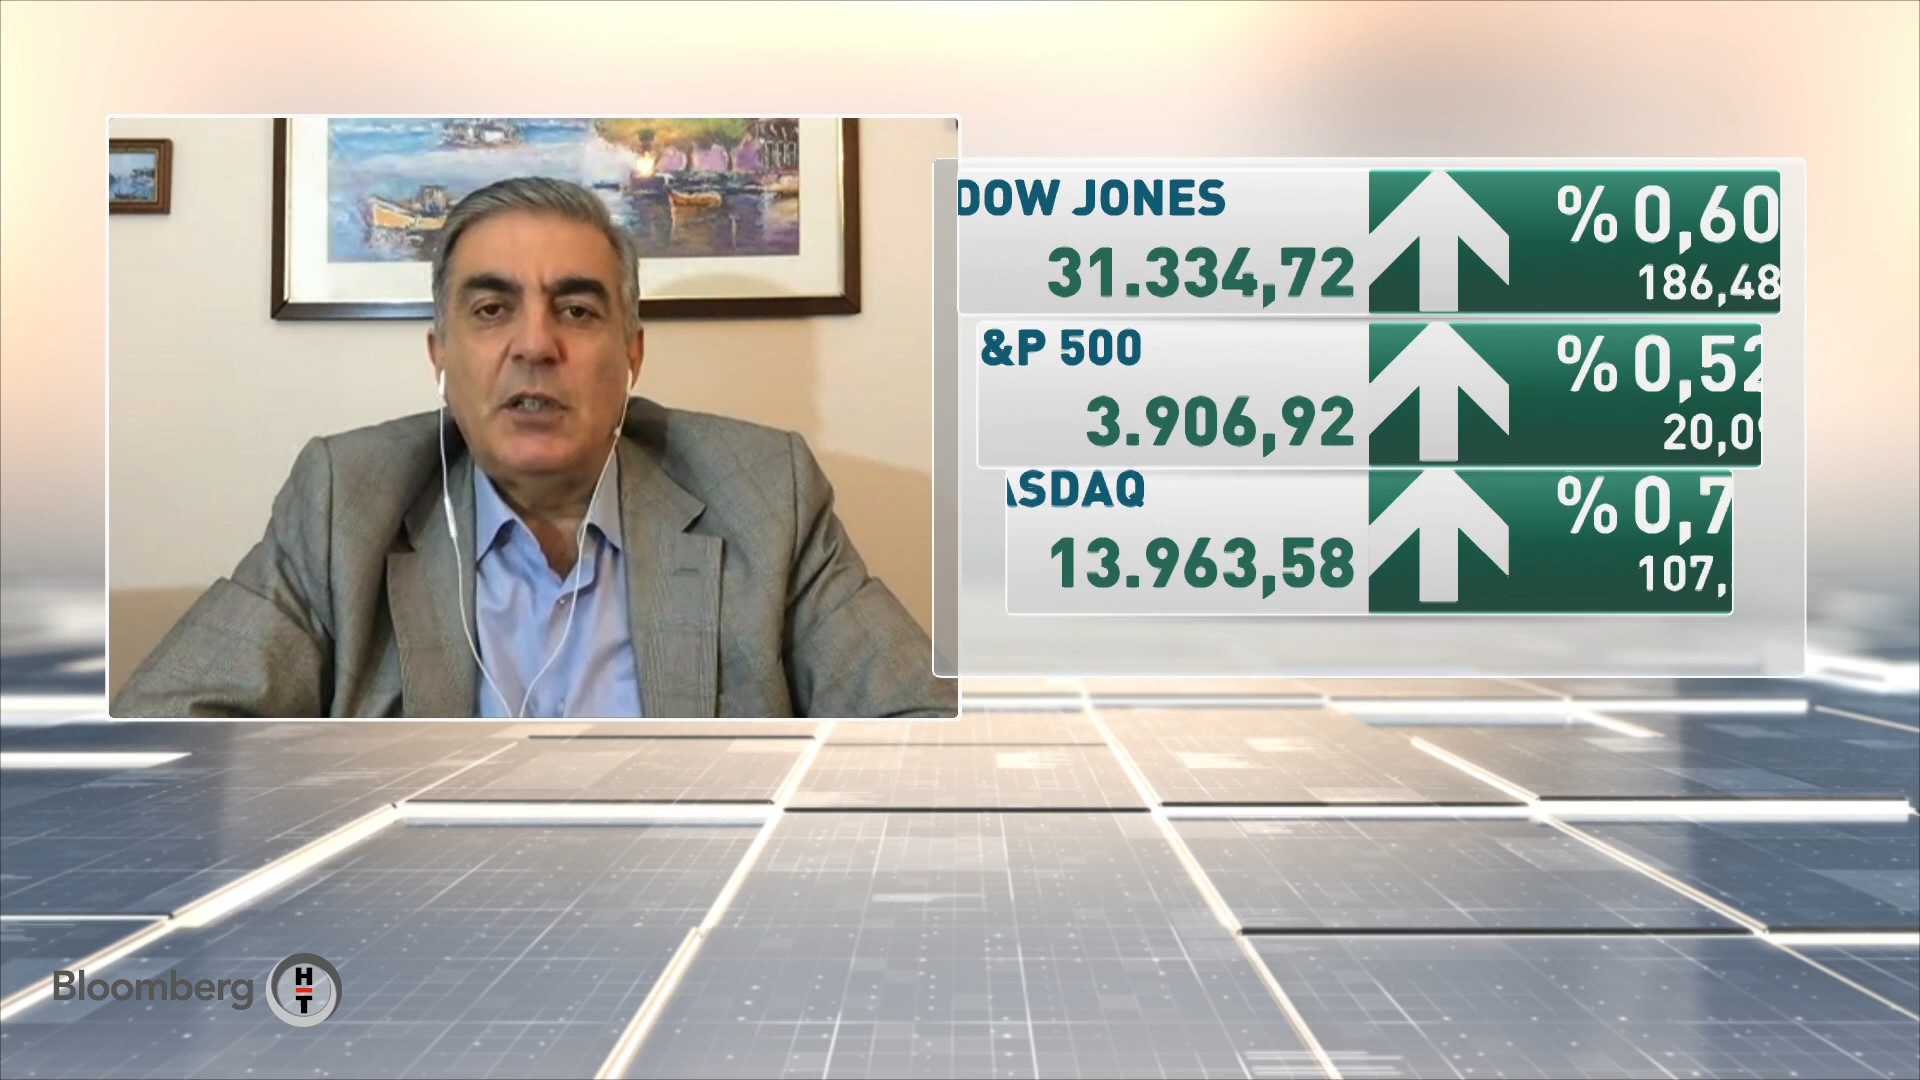 DOW JONES
31.334,72
% 0,60
186,48
&P 500
3.906,92
% 0,52
20,0
ASDAQ
13.963,58
% 0,7
107,
Bloomberg HT